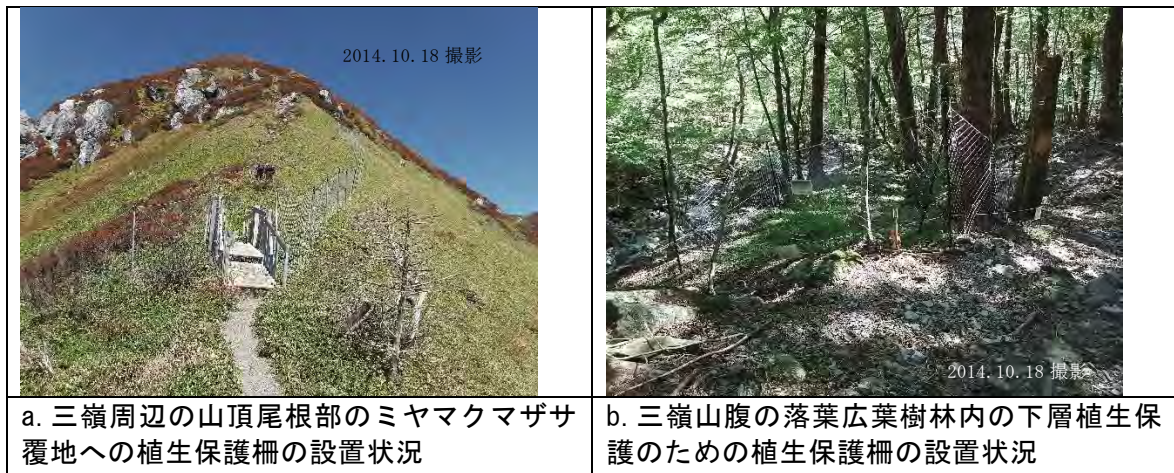 2014.10.18 撮影
2014.10.18 撮影
a.三嶺周辺の山頂尾根部のミヤマクマザサ
覆地への植生保護柵の設置状況
b.三嶺山腹の落葉広葉樹林内の下層植生保
護のための植生保護柵の設置状況